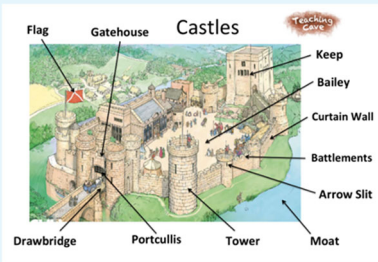 Castles
Teaching
Cave
Flag
Gatehouse
Keep
Bailey
Curtain Wall
Battlements
Arrow Slit
Drawbridge
Portcullis
Tower
Moat